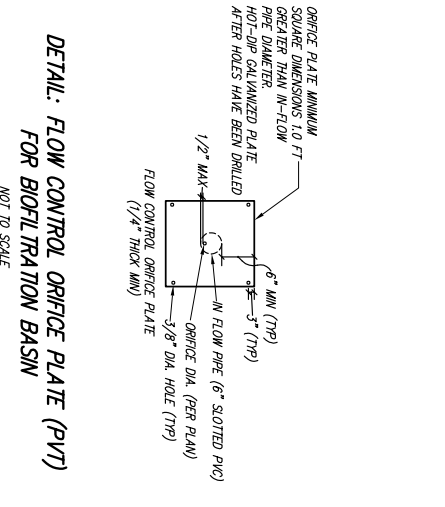 ORIFICE PLATE MINIMUM
SQUARE DIMENSIONS 1.0 FT
GREATER THAN IN-FLOW
PIPE DIAMETER.
HOT-DIP GALVANIZED PLATE
AFTER HOLES HAVE BEEN DRILLED
6" MIN (TYP)
3" (TYP)
IN FLOW PIPE (6" SLOTTED PVC)
ORIFICE DIA. (PER PLAN)
3/8" DIA. HOLE (TYP)
1/2" MAX
FLOW CONTROL ORIFICE PLATE
(1/4" THICK MIN)
DETAIL: FLOW CONTROL ORIFICE PLATE (PVT)
FOR BIOFILTRATION BASIN
NOT TO SCALE